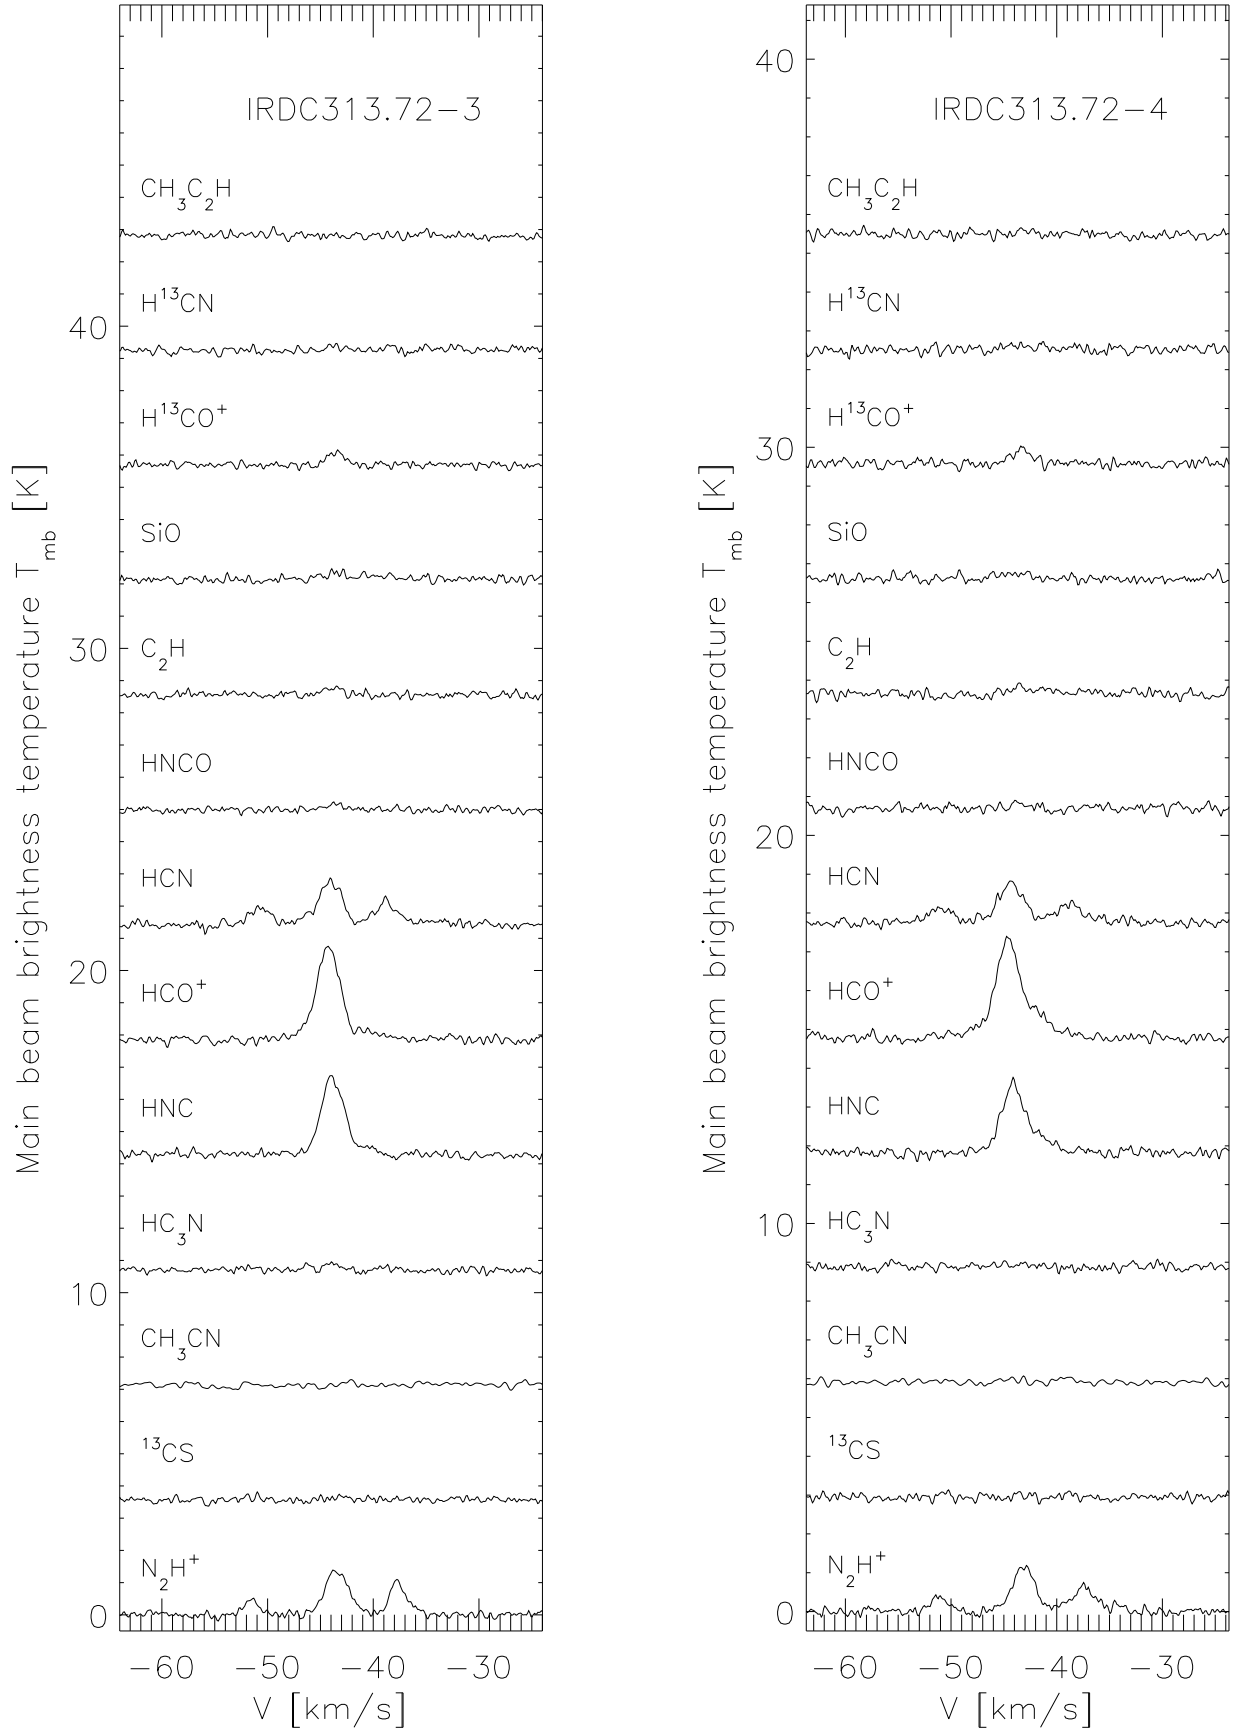 IRDC313.72−3
CH₃C₂H
H¹³CN
40
H¹³CO⁺
SiO
30
C₂H
HNCO
HCN
20
HCO⁺
HNC
HC₃N
10
CH₃CN
¹³CS
N₂H⁺
0
−60 −50 −40 −30
V [km/s]
Main beam brightness temperature T_mb [K]
40
IRDC313.72−4
CH₃C₂H
H¹³CN
H¹³CO⁺
30
SiO
C₂H
HNCO
20
HCN
HCO⁺
HNC
10
HC₃N
CH₃CN
¹³CS
N₂H⁺
0
−60 −50 −40 −30
V [km/s]
Main beam brightness temperature T_mb [K]